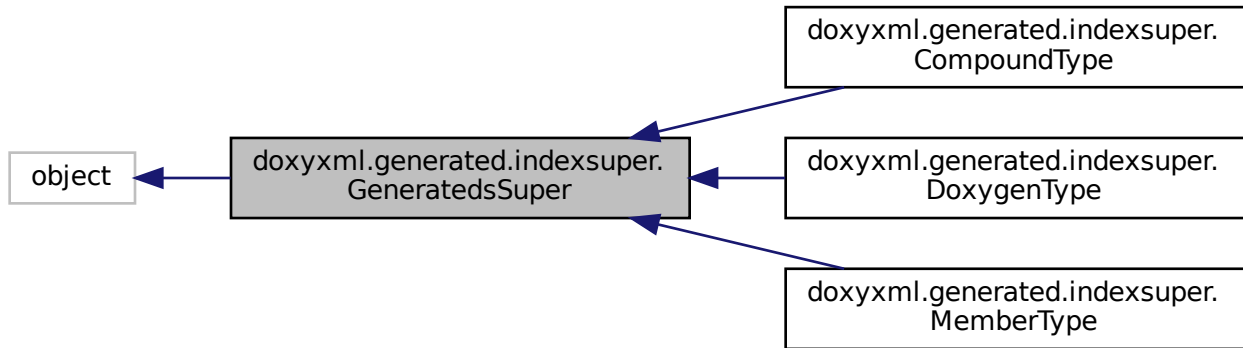 object
doxyxml.generated.indexsuper.
GeneratedsSuper
doxyxml.generated.indexsuper.
CompoundType
doxyxml.generated.indexsuper.
DoxygenType
doxyxml.generated.indexsuper.
MemberType